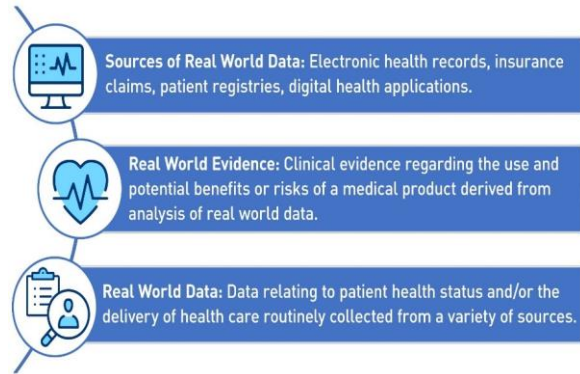 Sources of Real World Data: Electronic health records, insurance
claims, patient registries, digital health applications.
Real World Evidence: Clinical evidence regarding the use and
potential benefits or risks of a medical product derived from
analysis of real world data.
Real World Data: Data relating to patient health status and/or the
delivery of health care routinely collected from a variety of sources.